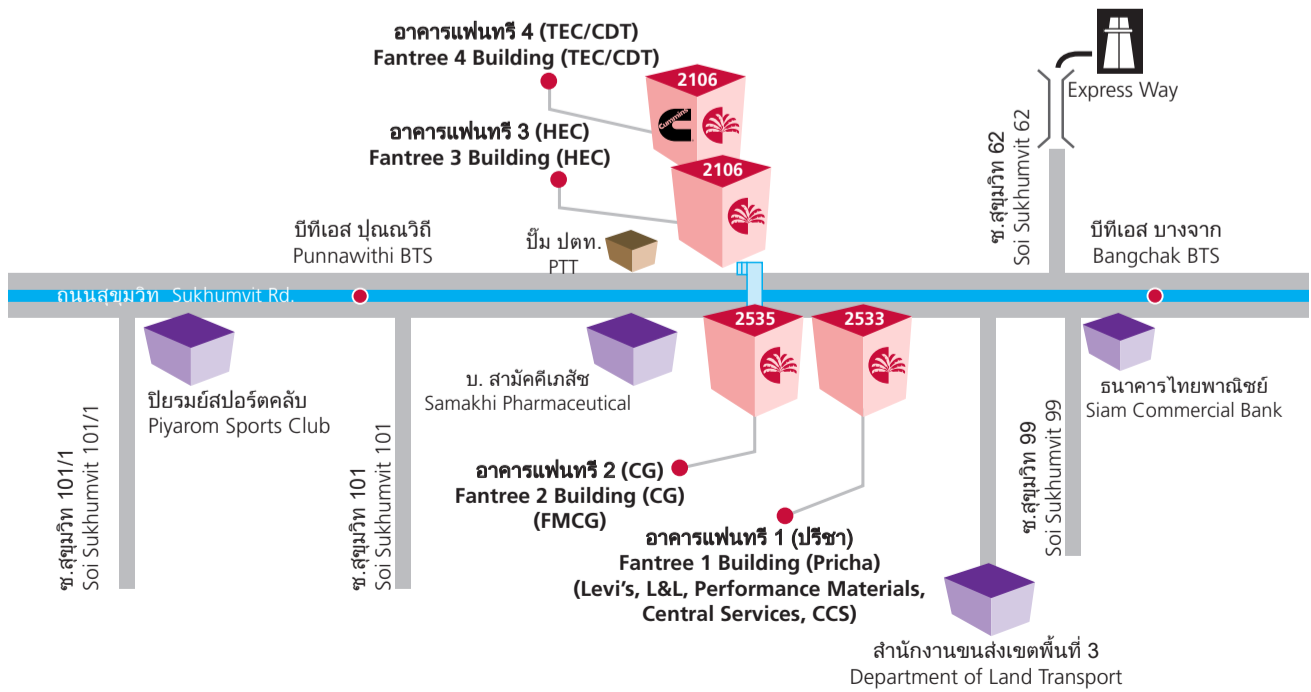 อาคารแฟนทรี 4 (TEC/CDT)
Fantree 4 Building (TEC/CDT)
2106
Cummins
Express Way
อาคารแฟนทรี 3 (HEC)
Fantree 3 Building (HEC)
2106
ซ.สุขุมวิท 62
Soi Sukhumvit 62
บีทีเอส ปุณณวิถี
Punnawithi BTS
ปั๊ม ปตท.
PTT
บีทีเอส บางจาก
Bangchak BTS
ถนนสุขุมวิท Sukhumvit Rd.
2535
2533
ปิยรมย์สปอร์ตคลับ
Piyarom Sports Club
บ. สามัคคีเภสัช
Samakhi Pharmaceutical
ธนาคารไทยพาณิชย์
Siam Commercial Bank
ซ.สุขุมวิท 101/1
Soi Sukhumvit 101/1
ซ.สุขุมวิท 101
Soi Sukhumvit 101
อาคารแฟนทรี 2 (CG)
Fantree 2 Building (CG)
(FMCG)
ซ.สุขุมวิท 99
Soi Sukhumvit 99
อาคารแฟนทรี 1 (ปรีชา)
Fantree 1 Building (Pricha)
(Levi's, L&L, Performance Materials,
Central Services, CCS)
สำนักงานขนส่งเขตพื้นที่ 3
Department of Land Transport